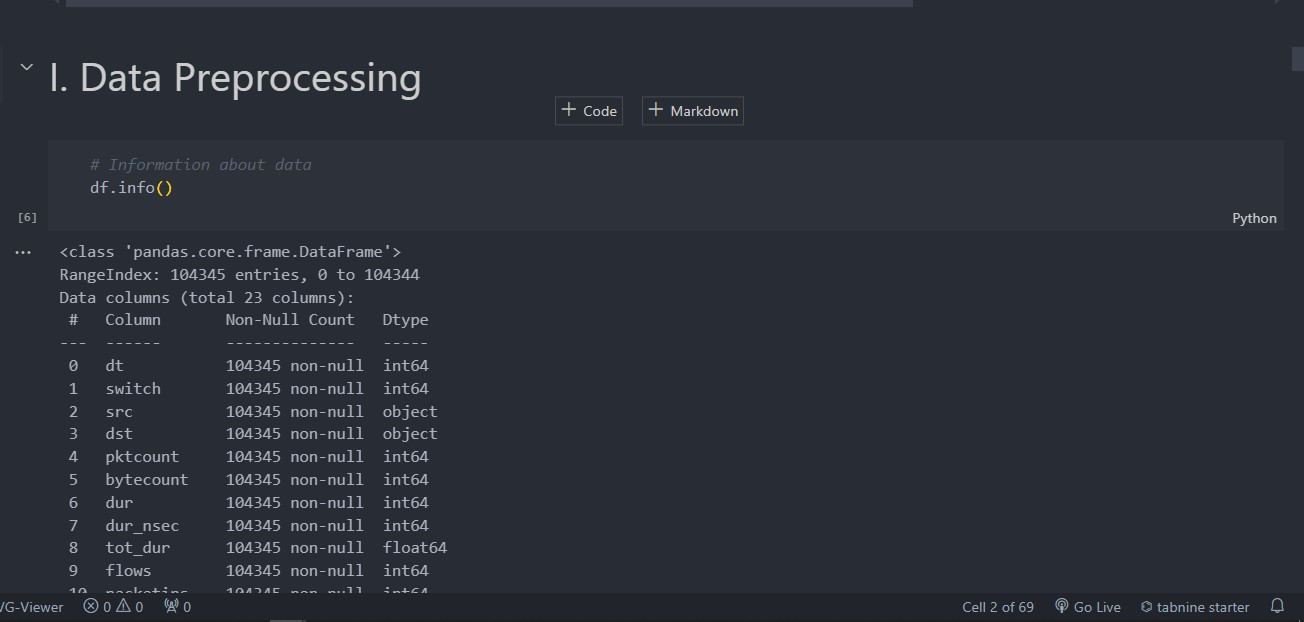 I. Data Preprocessing
+ Code + Markdown
# Information about data
df.info()
[6] Python
... <class 'pandas.core.frame.DataFrame'>
RangeIndex: 104345 entries, 0 to 104344
Data columns (total 23 columns):
# Column Non-Null Count Dtype
--- ------ -------------- -----
0 dt 104345 non-null int64
1 switch 104345 non-null int64
2 src 104345 non-null object
3 dst 104345 non-null object
4 pktcount 104345 non-null int64
5 bytecount 104345 non-null int64
6 dur 104345 non-null int64
7 dur_nsec 104345 non-null int64
8 tot_dur 104345 non-null float64
9 flows 104345 non-null int64
10 packetins 104345 non-null int64
VG-Viewer 0 0 0 Cell 2 of 69 Go Live tabnine starter